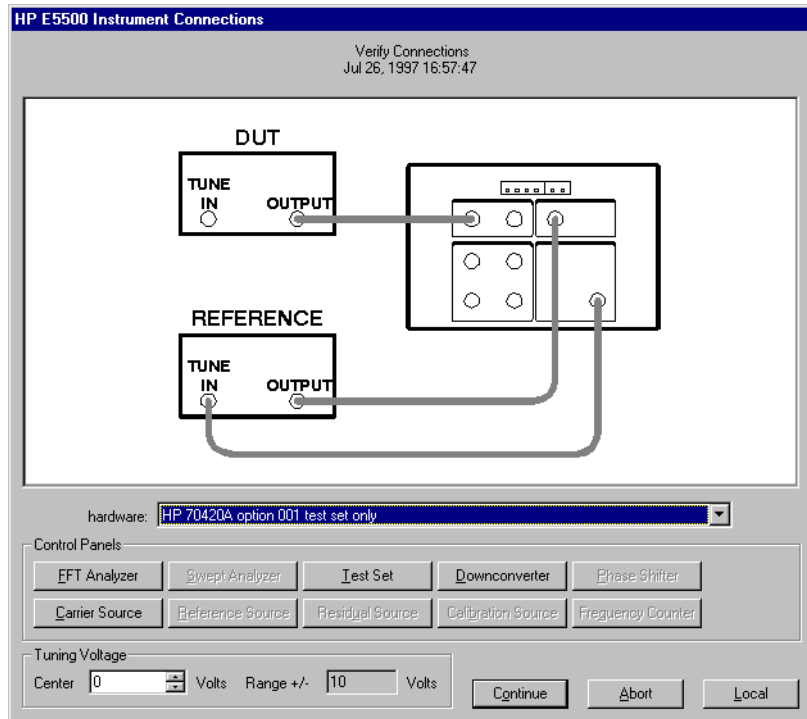 HP E5500 Instrument Connections
Verify Connections
Jul 26, 1997 16:57:47
DUT
TUNE
IN OUTPUT
REFERENCE
TUNE
IN OUTPUT
hardware: HP 70420A option 001 test set only
Control Panels
FFT Analyzer Swept Analyzer Test Set Downconverter Phase Shifter
Carrier Source Reference Source Residual Source Calibration Source Frequency Counter
Tuning Voltage
Center 0 Volts Range +/- 10 Volts
Continue Abort Local